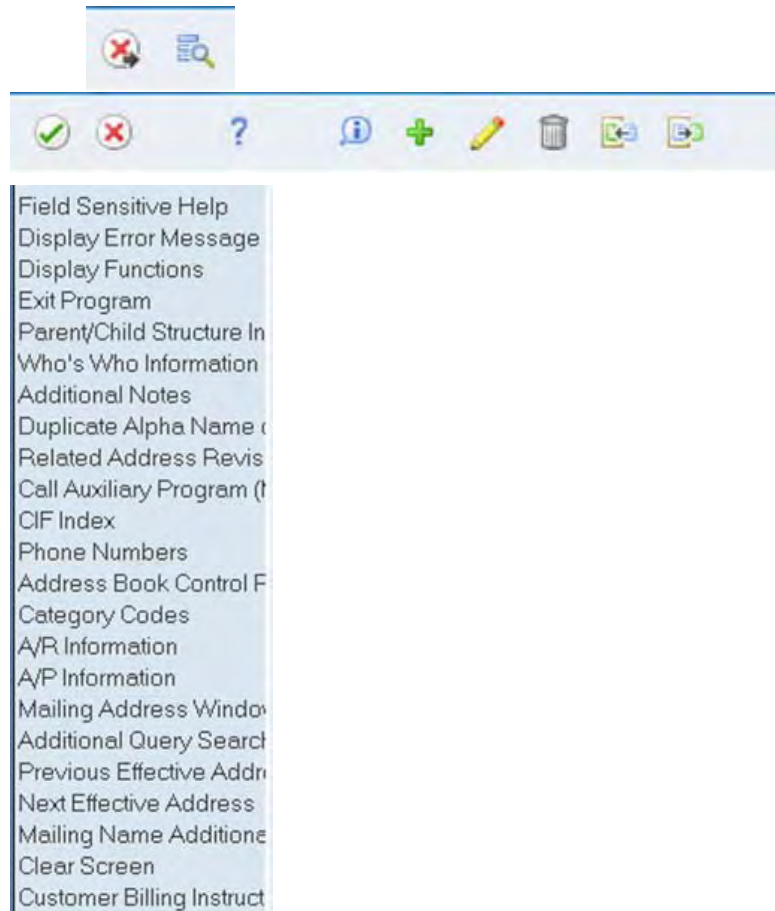 ?
Field Sensitive Help
Display Error Message
Display Functions
Exit Program
Parent/Child Structure In
Who's Who Information
Additional Notes
Duplicate Alpha Name
Related Address Revis
Call Auxiliary Program
CIF Index
Phone Numbers
Address Book Control F
Category Codes
A/R Information
A/P Information
Mailing Address Windo
Additional Query Search
Previous Effective Addr
Next Effective Address
Mailing Name Additiona
Clear Screen
Customer Billing Instruct